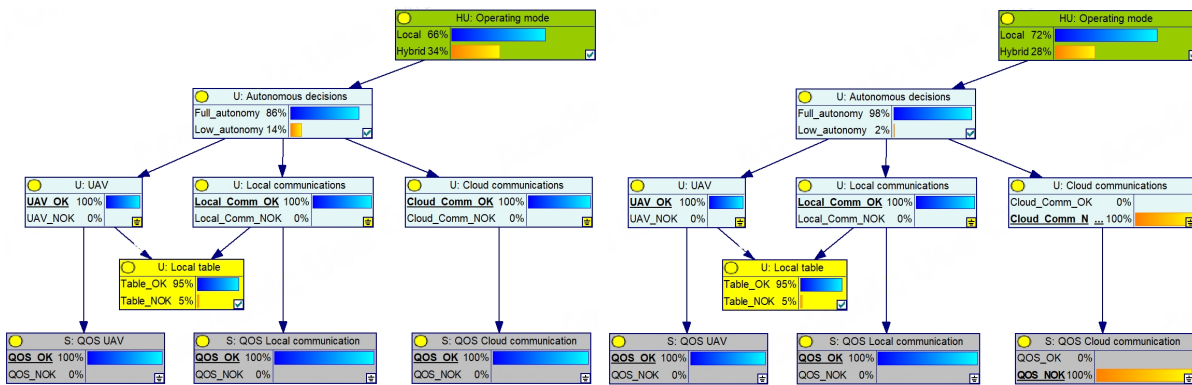 HU: Operating mode
Local 66%
Hybrid 34%
U: Autonomous decisions
Full_autonomy 86%
Low_autonomy 14%
U: UAV
UAV_OK 100%
UAV_NOK 0%
U: Local communications
Local_Comm_OK 100%
Local_Comm_NOK 0%
U: Cloud communications
Cloud_Comm_OK 100%
Cloud_Comm_NOK 0%
U: Local table
Table_OK 95%
Table_NOK 5%
S: QOS UAV
QOS_OK 100%
QOS_NOK 0%
S: QOS Local communication
QOS_OK 100%
QOS_NOK 0%
S: QOS Cloud communication
QOS_OK 100%
QOS_NOK 0%
HU: Operating mode
Local 72%
Hybrid 28%
U: Autonomous decisions
Full_autonomy 98%
Low_autonomy 2%
U: UAV
UAV_OK 100%
UAV_NOK 0%
U: Local communications
Local_Comm_OK 100%
Local_Comm_NOK 0%
U: Cloud communications
Cloud_Comm_OK 0%
Cloud_Comm_N ... 100%
U: Local table
Table_OK 95%
Table_NOK 5%
S: QOS UAV
QOS_OK 100%
QOS_NOK 0%
S: QOS Local communication
QOS_OK 100%
QOS_NOK 0%
S: QOS Cloud communication
QOS_OK 0%
QOS_NOK 100%